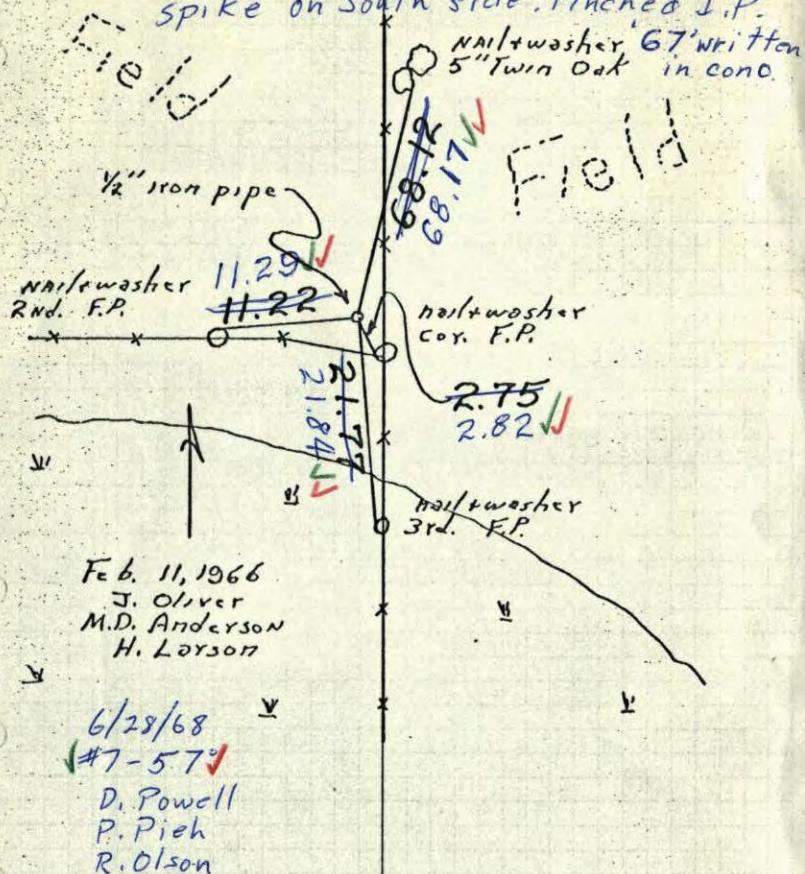 spike on South side. Pinched I.P.
'67' written
in conc.
Nail+washer
5" Twin Oak
Field
Field
68.12
68.17
1/2" iron pipe
11.29
11.22
Nail+washer
2nd. F.P.
nail+washer
cor. F.P.
2.75
2.82
21.77
21.84
nail+washer
3rd. F.P.
Feb. 11, 1966
J. Oliver
M.D. Anderson
H. Larson
6/28/68
#7-57°
D. Powell
P. Pieh
R. Olson